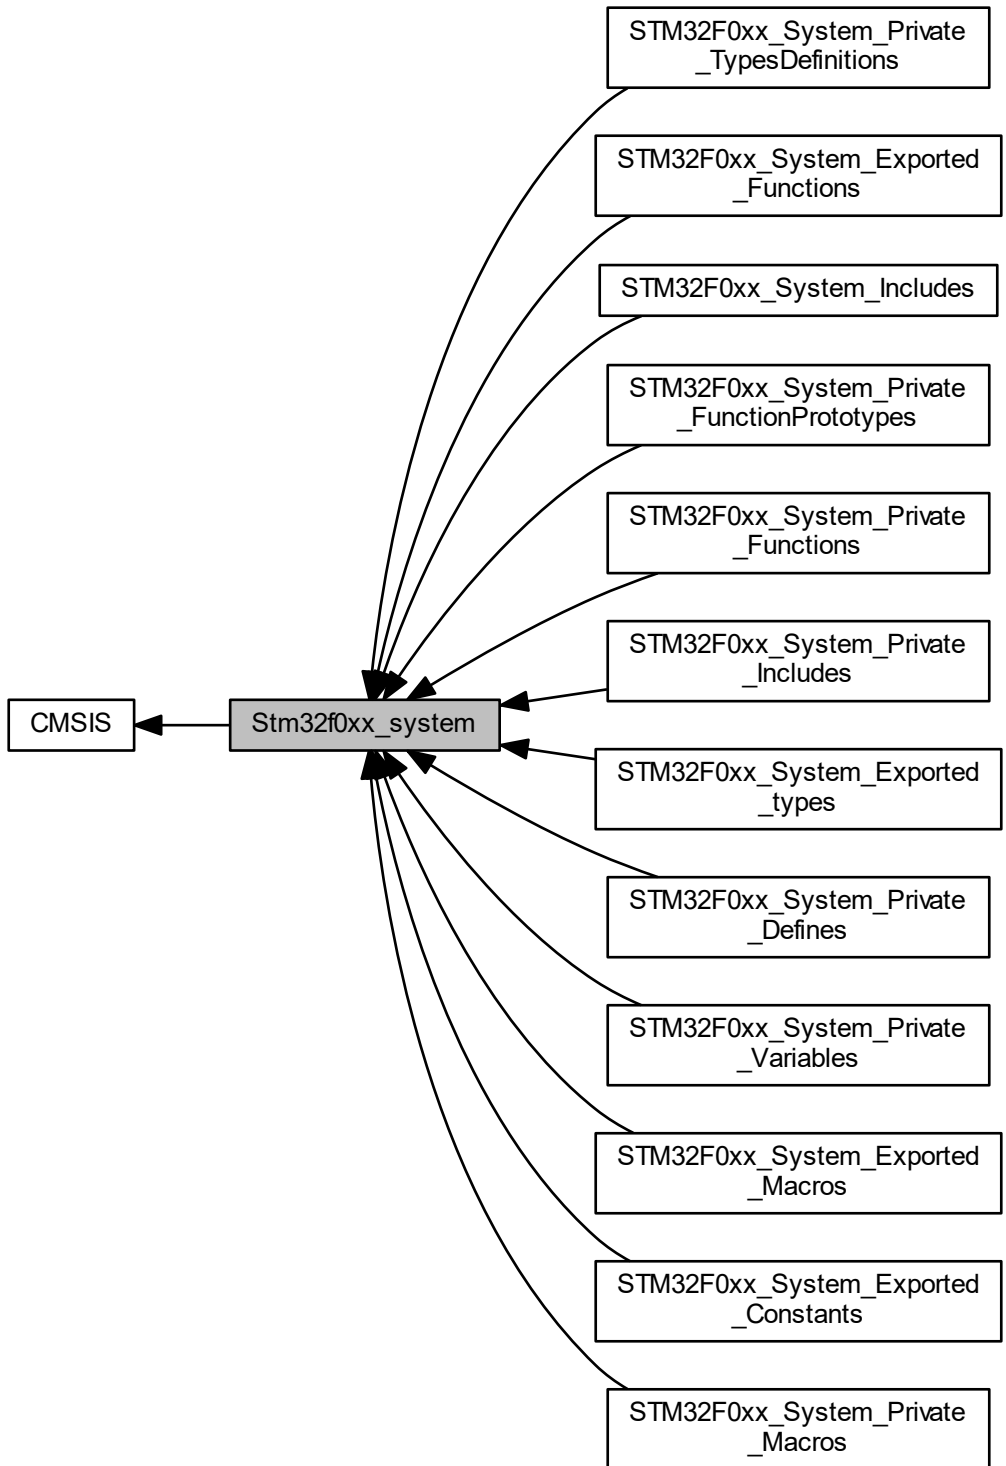 STM32F0xx_System_Private
_TypesDefinitions
STM32F0xx_System_Exported
_Functions
STM32F0xx_System_Includes
STM32F0xx_System_Private
_FunctionPrototypes
STM32F0xx_System_Private
_Functions
STM32F0xx_System_Private
_Includes
CMSIS
Stm32f0xx_system
STM32F0xx_System_Exported
_types
STM32F0xx_System_Private
_Defines
STM32F0xx_System_Private
_Variables
STM32F0xx_System_Exported
_Macros
STM32F0xx_System_Exported
_Constants
STM32F0xx_System_Private
_Macros